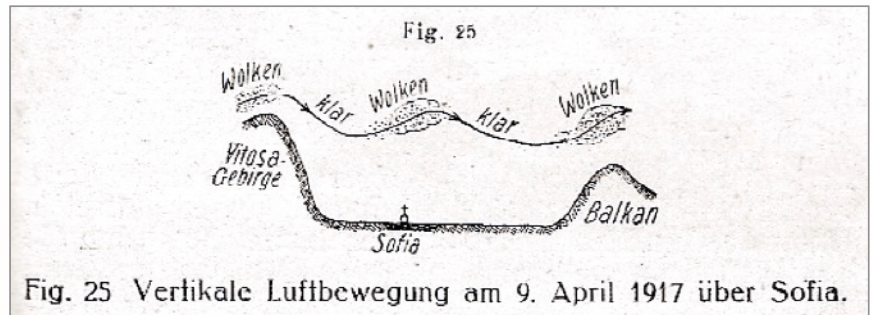 Fig. 25
Wolken
klar
Wolken
klar
Wolken
Vitosa-
Gebirge
Sofia
Balkan
Fig. 25 Vertikale Luftbewegung am 9. April 1917 über Sofia.